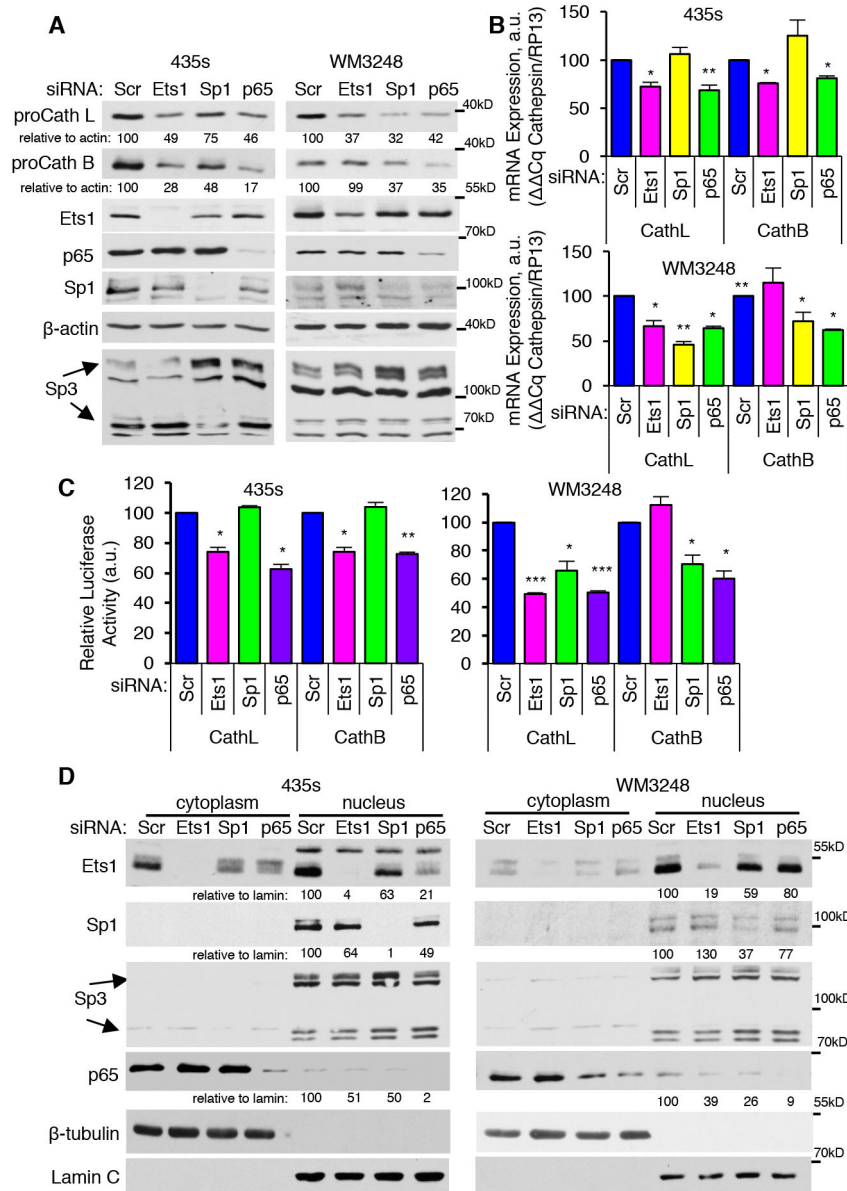 A
435s WM3248
siRNA: Scr Ets1 Sp1 p65 Scr Ets1 Sp1 p65
proCath L 40kD
relative to actin: 100 49 75 46 100 37 32 42
40kD
proCath B
relative to actin: 100 28 48 17 100 99 37 35 55kD
Ets1
70kD
p65
Sp1 100kD
β-actin 40kD
Sp3 100kD
70kD
B
435s
mRNA Expression, a.u.
(ΔΔCq Cathepsin/RP13)
150
100
50
0
* ** * *
siRNA: Scr Ets1 Sp1 p65 Scr Ets1 Sp1 p65
CathL CathB
WM3248
mRNA Expression, a.u.
(ΔΔCq Cathepsin/RP13)
150
100
50
0
* ** * ** * *
siRNA: Scr Ets1 Sp1 p65 Scr Ets1 Sp1 p65
CathL CathB
C
435s
Relative Luciferase
Activity (a.u.)
120
100
80
60
40
20
0
* * * **
siRNA: Scr Ets1 Sp1 p65 Scr Ets1 Sp1 p65
CathL CathB
WM3248
120
100
80
60
40
20
0
*** * *** * *
Scr Ets1 Sp1 p65 Scr Ets1 Sp1 p65
CathL CathB
D
435s WM3248
cytoplasm nucleus cytoplasm nucleus
siRNA: Scr Ets1 Sp1 p65 Scr Ets1 Sp1 p65 Scr Ets1 Sp1 p65 Scr Ets1 Sp1 p65
55kD
Ets1
relative to lamin: 100 4 63 21 100 19 59 80
Sp1 100kD
relative to lamin: 100 64 1 49 100 130 37 77
Sp3 100kD
70kD
p65
relative to lamin: 100 51 50 2 100 39 26 9 55kD
β-tubulin
70kD
Lamin C